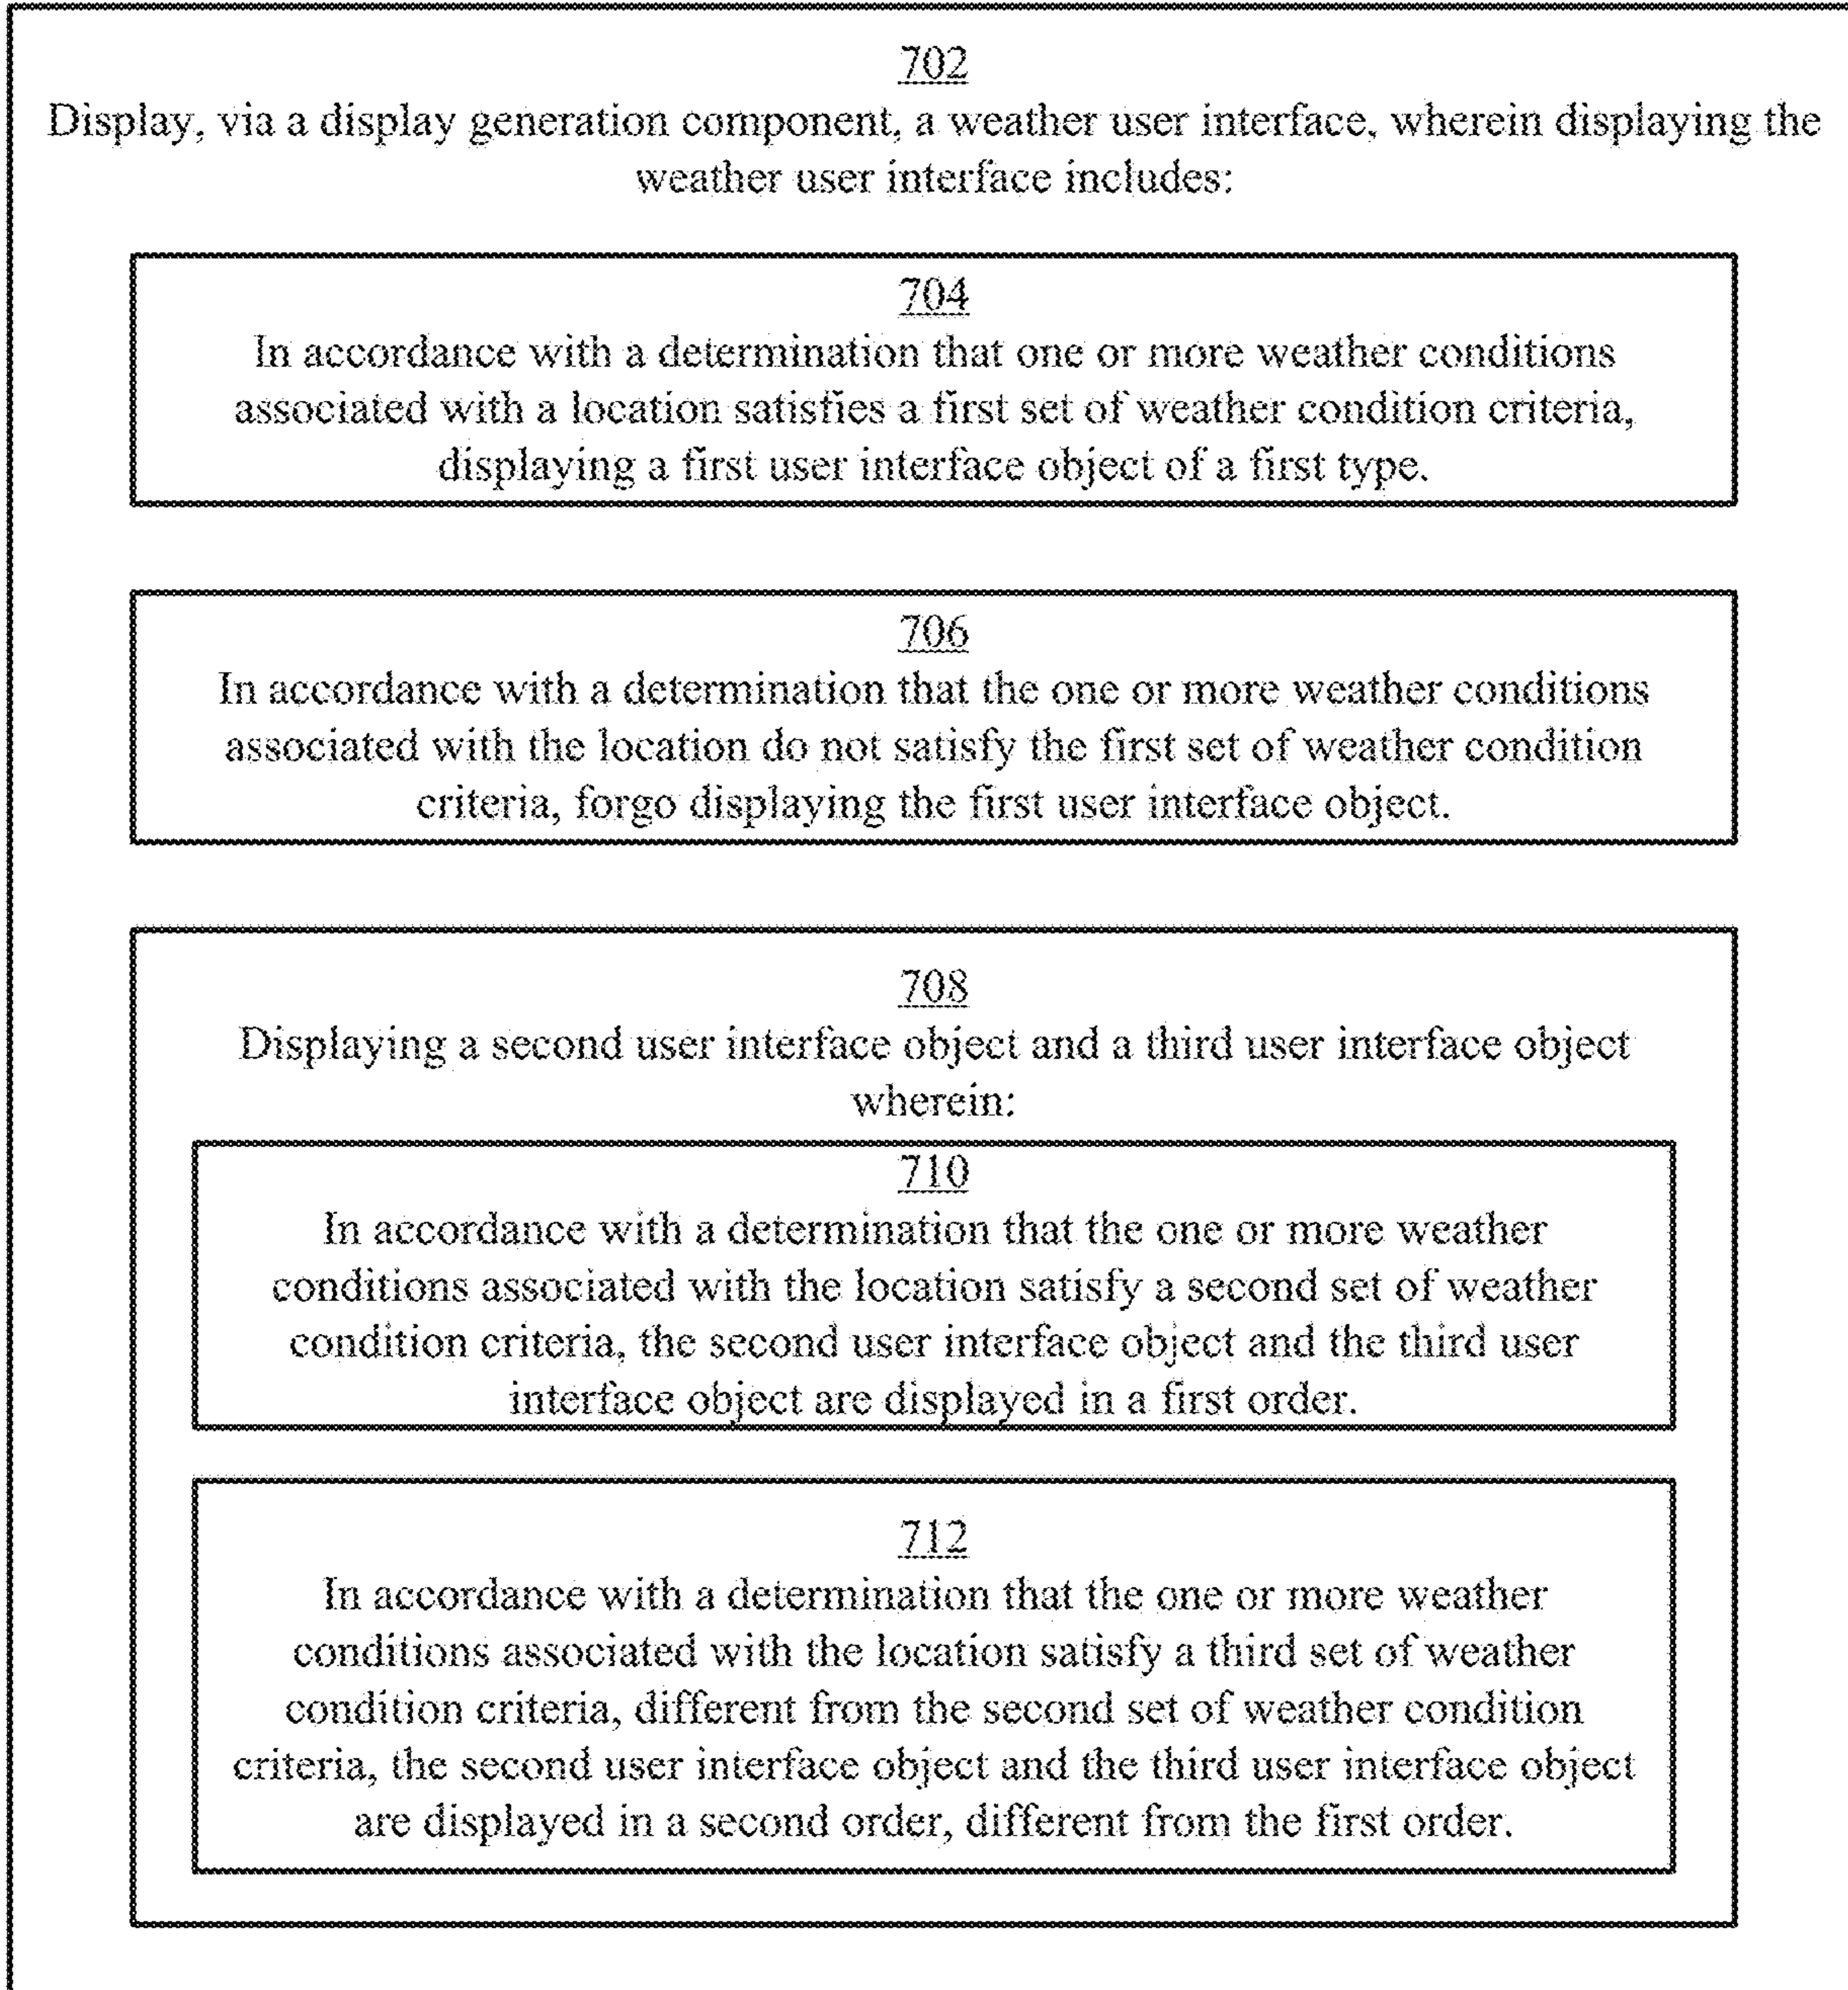 702
Display, via a display generation component, a weather user interface, wherein displaying the
weather user interface includes:
704
In accordance with a determination that one or more weather conditions
associated with a location satisfies a first set of weather condition criteria,
displaying a first user interface object of a first type.
706
In accordance with a determination that the one or more weather conditions
associated with the location do not satisfy the first set of weather condition
criteria, forgo displaying the first user interface object.
708
Displaying a second user interface object and a third user interface object
wherein:
710
In accordance with a determination that the one or more weather
conditions associated with the location satisfy a second set of weather
condition criteria, the second user interface object and the third user
interface object are displayed in a first order.
712
In accordance with a determination that the one or more weather
conditions associated with the location satisfy a third set of weather
condition criteria, different from the second set of weather condition
criteria, the second user interface object and the third user interface object
are displayed in a second order, different from the first order.